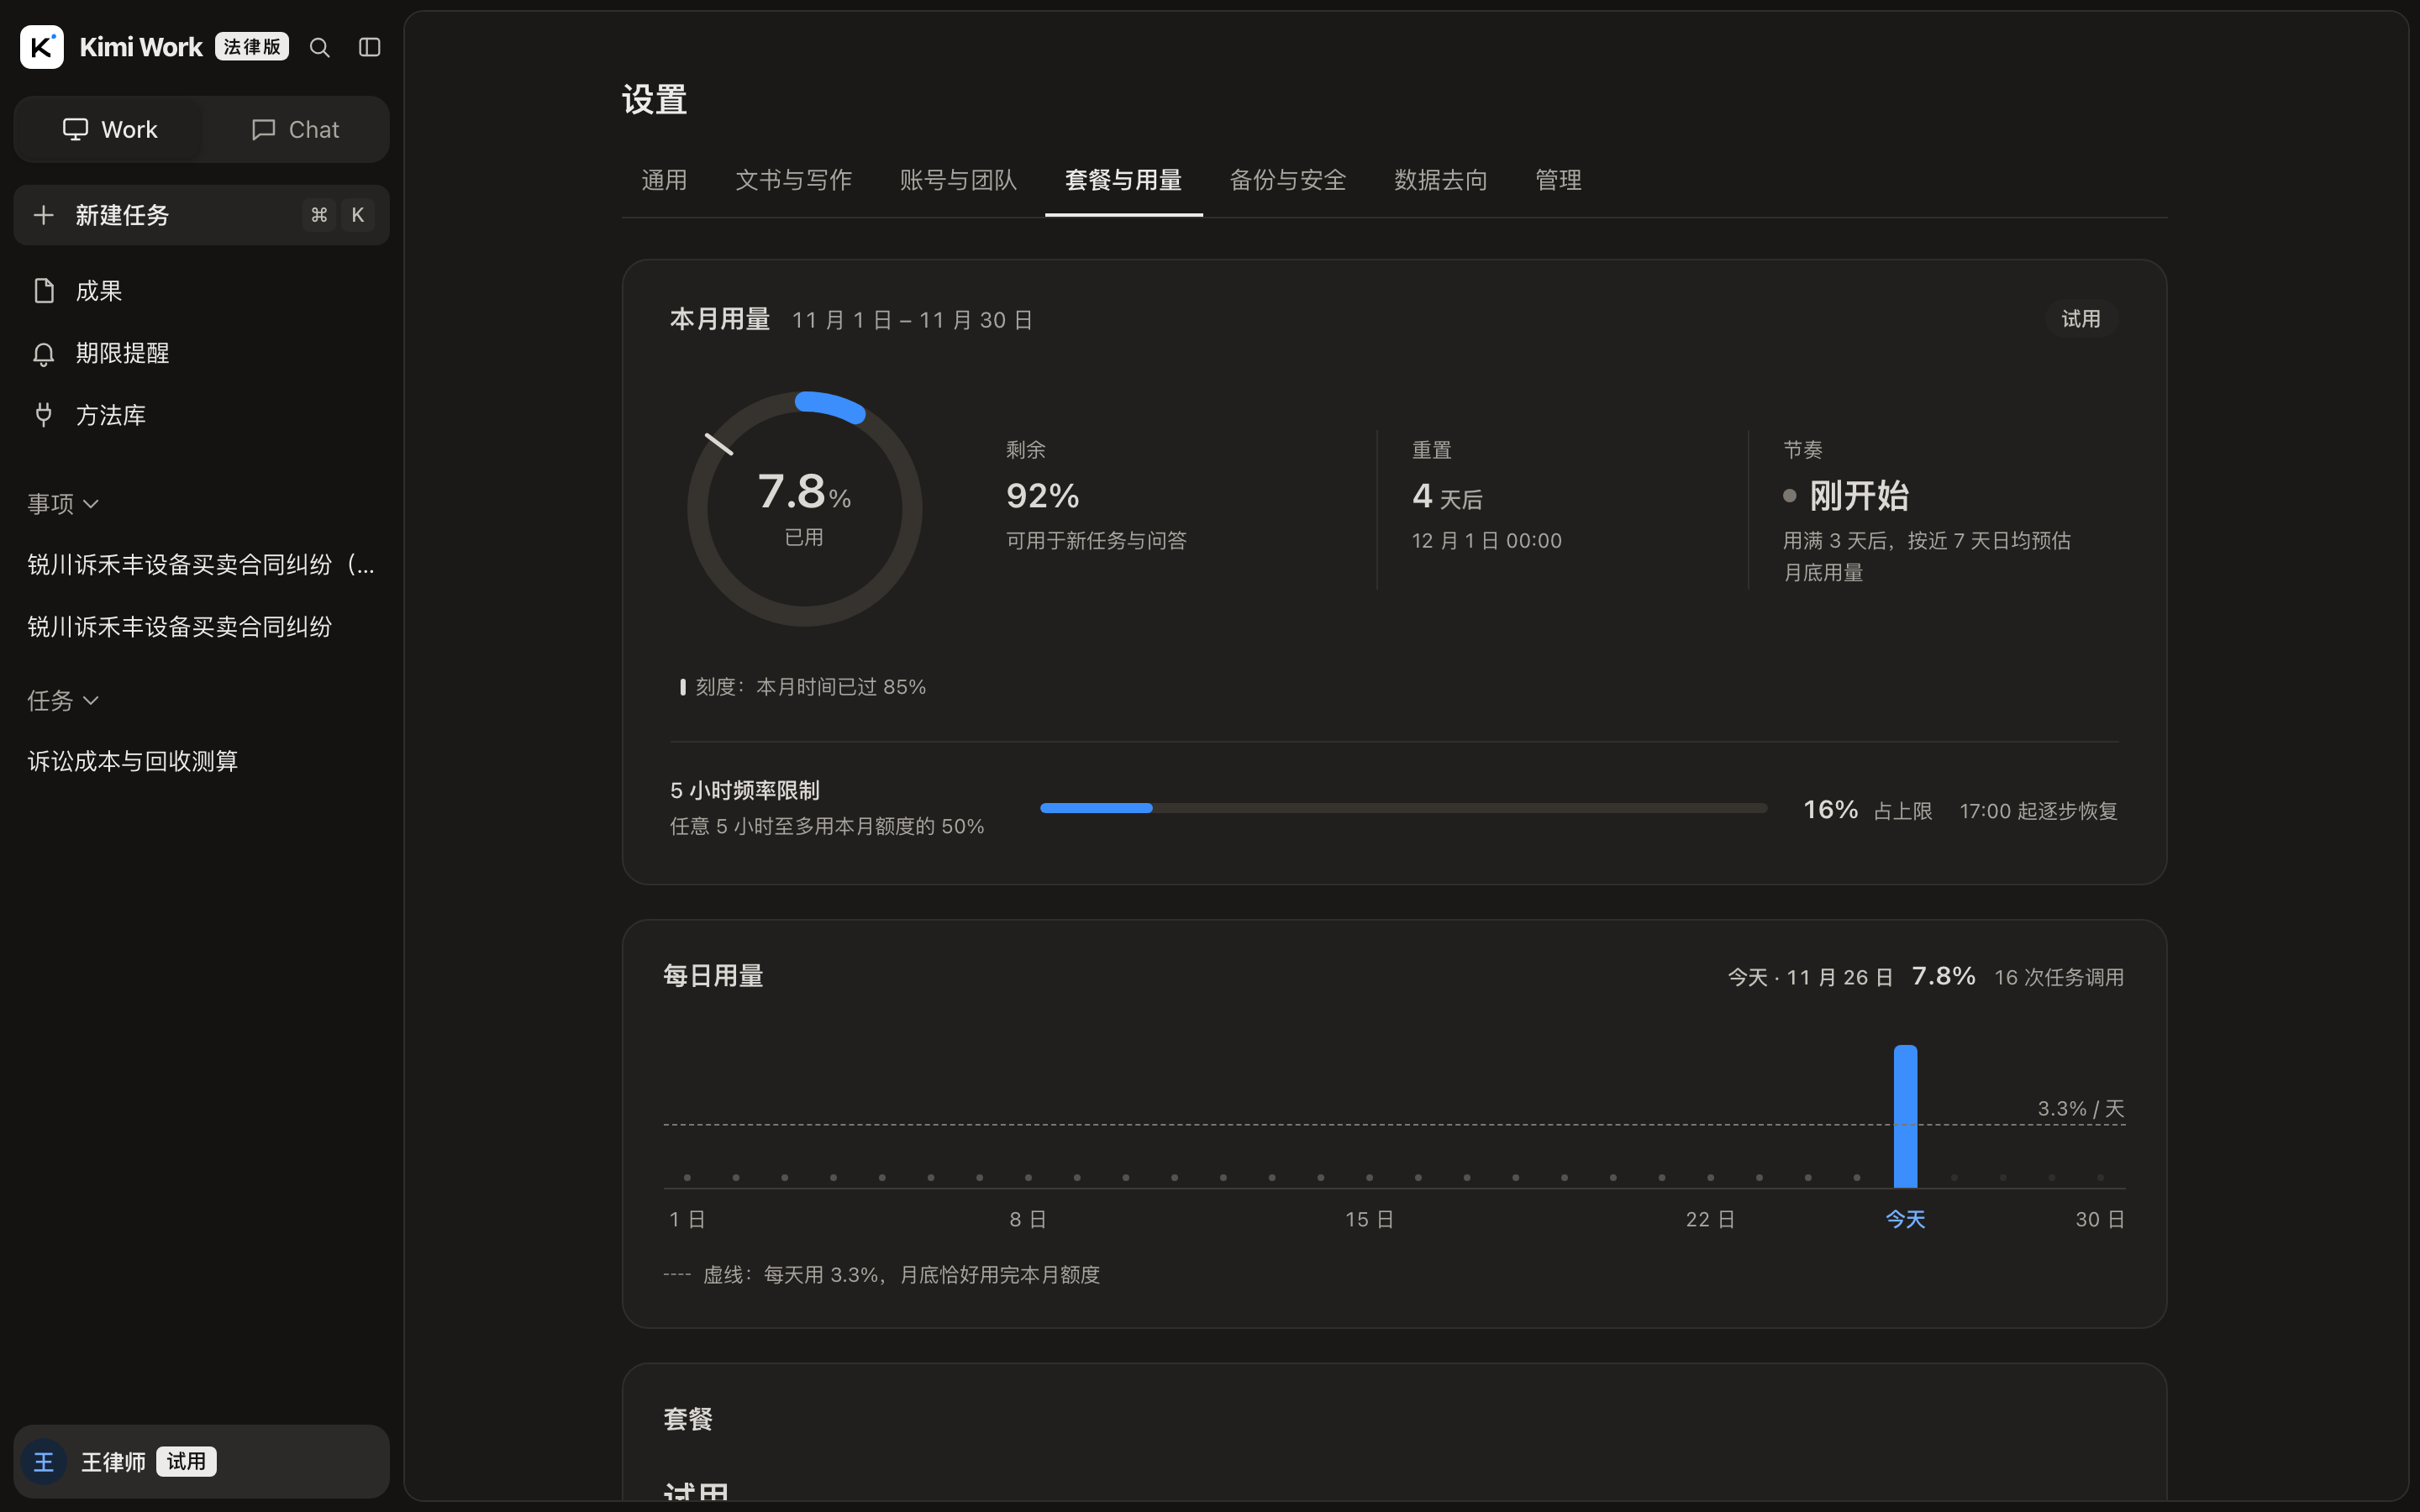 Kimi Work 法律版
Work
Chat
新建任务 ⌘ K
成果
期限提醒
方法库
事项
锐川诉禾丰设备买卖合同纠纷（...
锐川诉禾丰设备买卖合同纠纷
任务
诉讼成本与回收测算
王 王律师 试用
设置
通用 文书与写作 账号与团队 套餐与用量 备份与安全 数据去向 管理
本月用量 11 月 1 日 – 11 月 30 日
试用
7.8%
已用
剩余
92%
可用于新任务与问答
重置
4 天后
12 月 1 日 00:00
节奏
刚开始
用满 3 天后，按近 7 天日均预估
月底用量
刻度：本月时间已过 85%
5 小时频率限制
任意 5 小时至多用本月额度的 50%
16% 占上限 17:00 起逐步恢复
每日用量
今天 · 11 月 26 日 7.8% 16 次任务调用
3.3% / 天
1 日 8 日 15 日 22 日 今天 30 日
虚线：每天用 3.3%，月底恰好用完本月额度
套餐
试用